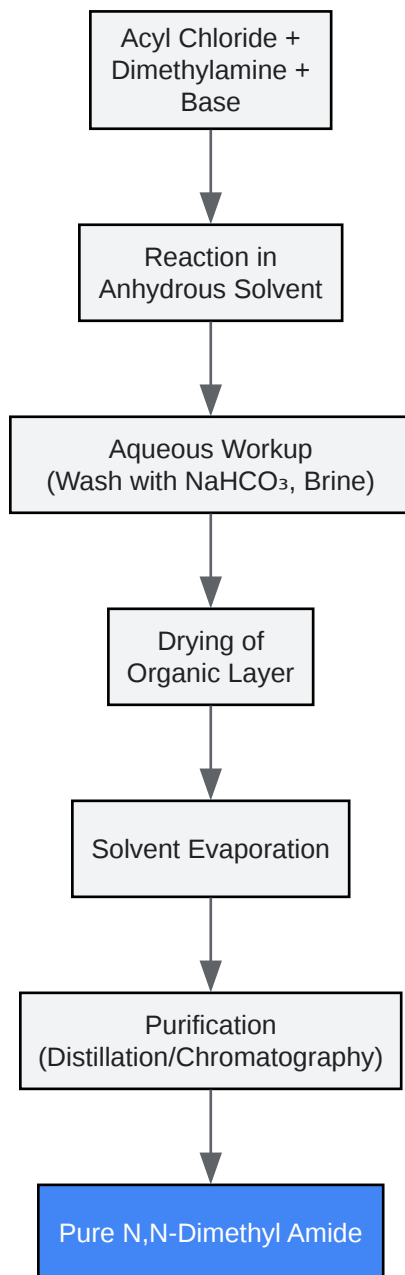 Acyl Chloride +
Dimethylamine +
Base
Reaction in
Anhydrous Solvent
Aqueous Workup
(Wash with NaHCO₃, Brine)
Drying of
Organic Layer
Solvent Evaporation
Purification
(Distillation/Chromatography)
Pure N,N-Dimethyl Amide